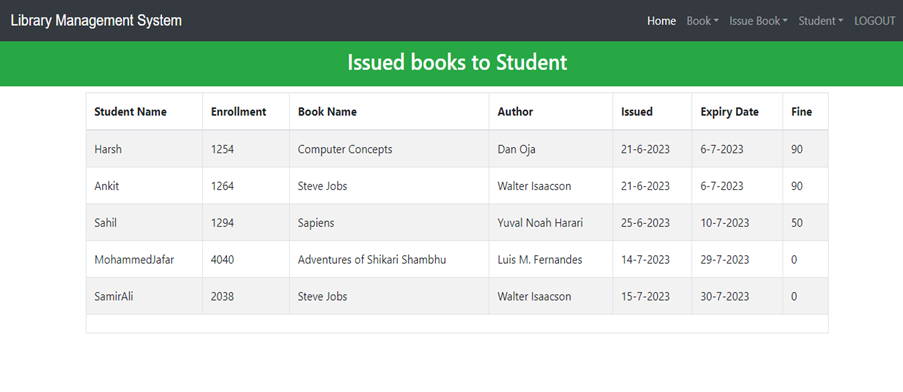 Library Management System Home Book Issue Book Student LOGOUT
Issued books to Student
Student Name Enrollment Book Name Author Issued Expiry Date Fine
Harsh 1254 Computer Concepts Dan Oja 21-6-2023 6-7-2023 90
Ankit 1264 Steve Jobs Walter Isaacson 21-6-2023 6-7-2023 90
Sahil 1294 Sapiens Yuval Noah Harari 25-6-2023 10-7-2023 50
MohammedJafar 4040 Adventures of Shikari Shambhu Luis M. Fernandes 14-7-2023 29-7-2023 0
SamirAli 2038 Steve Jobs Walter Isaacson 15-7-2023 30-7-2023 0